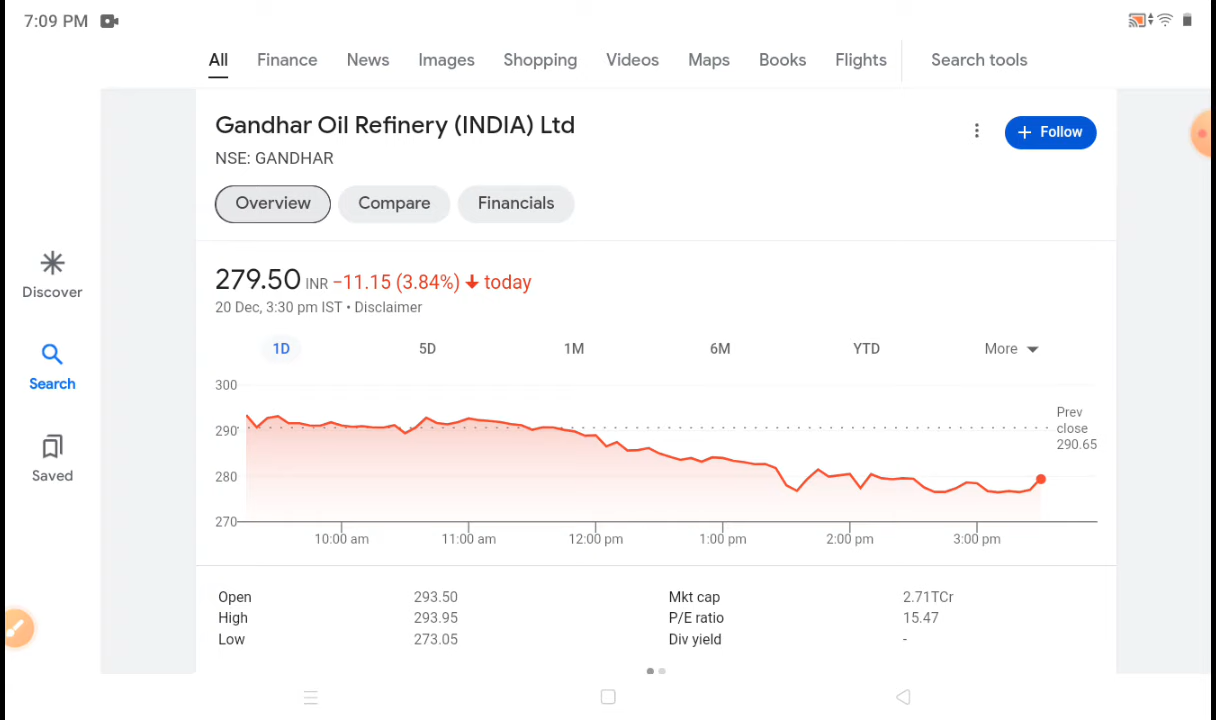 7:09 PM
All Finance News Images Shopping Videos Maps Books Flights Search tools
Gandhar Oil Refinery (INDIA) Ltd
+ Follow
NSE: GANDHAR
Overview Compare Financials
279.50 INR −11.15 (3.84%) today
20 Dec, 3:30 pm IST • Disclaimer
Discover
Search
Saved
1D 5D 1M 6M YTD More
300
290
280
270
Prev
close
290.65
10:00 am 11:00 am 12:00 pm 1:00 pm 2:00 pm 3:00 pm
Open 293.50 Mkt cap 2.71TCr
High 293.95 P/E ratio 15.47
Low 273.05 Div yield -